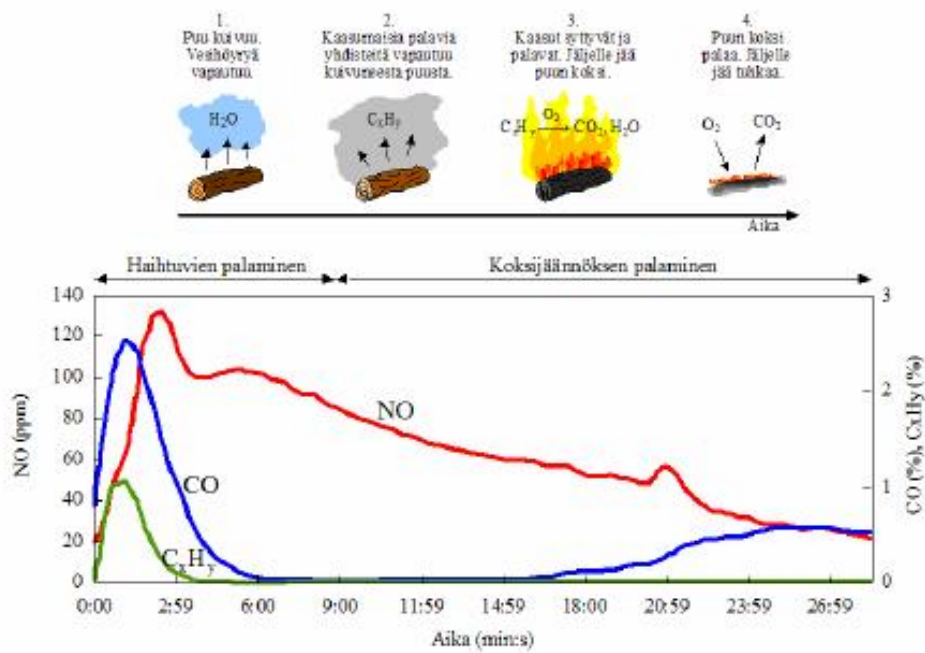 1.
Puu kuivuu.
Vesihöyryä
vapautuu.
2.
Kaasumaisia palavia
yhdisteitä vapautuu
kuivuneesta puusta.
3.
Kaasut syttyvät ja
palavat. Jäljelle jää
puun koksi.
4.
Puun koksi
palaa. Jäljelle
jää tuhkaa.
H₂O
CₓHᵧ
O₂
CₓHᵧ → CO₂, H₂O
O₂ CO₂
Aika
Haihtuvien palaminen Koksijäännöksen palaminen
NO (ppm)
140
120
100
80
60
40
20
0
NO
CO
CₓHᵧ
3
2
1
0
CO (%), CxHy (%)
0:00 2:59 6:00 9:00 11:59 14:59 18:00 20:59 23:59 26:59
Aika (min:s)